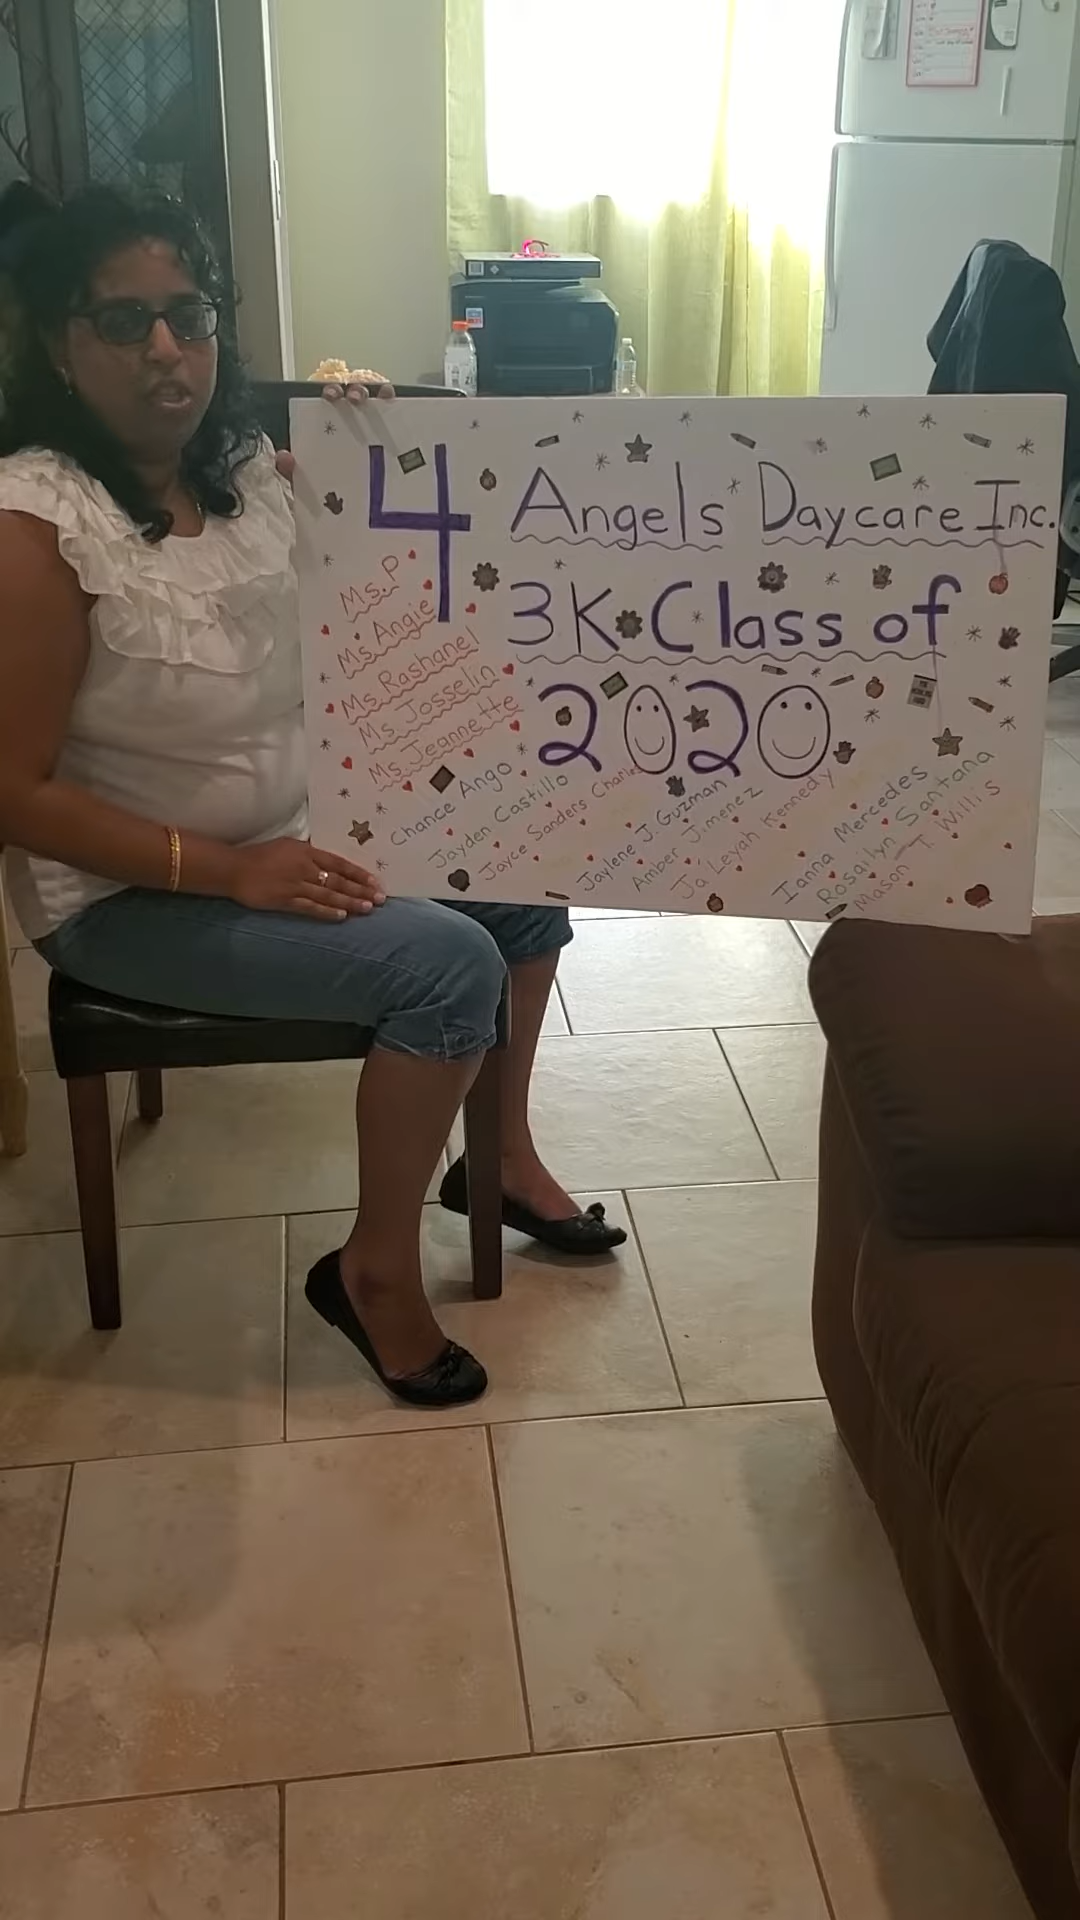 4 Angels Daycare Inc.
3K Class of
2020
Ms. P
Ms. Angie
Ms. Rashanel
Ms. Josselin
Ms. Jeannette
Chance Ango
Jayden Castillo
Jayce Sanders Charles
Jaylene J. Guzman
Amber Jimenez
Ja'Leyah Kennedy
Ianna Mercedes
Rosailyn Santana
Mason T. Willis